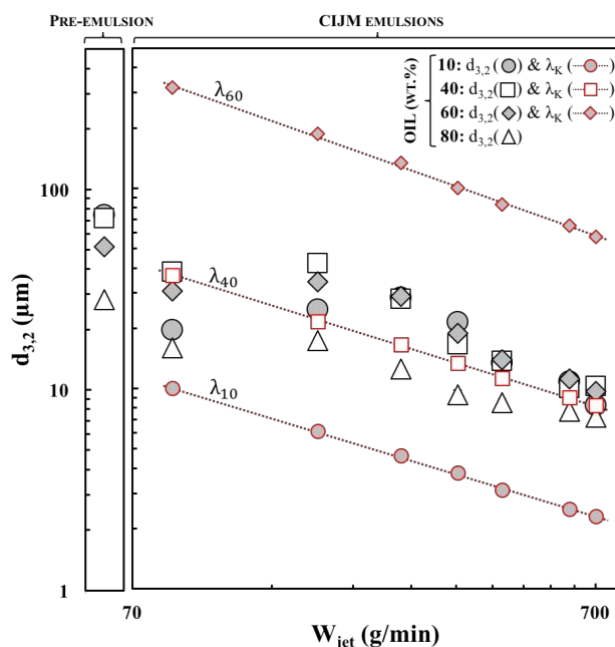 PRE-EMULSION CIJM EMULSIONS
10: d3,2( ) & λK ( )
40: d3,2( ) & λK ( )
60: d3,2( ) & λK ( )
80: d3,2( )
OIL (wt.%)
λ60
λ40
λ10
100
10
1
d3,2 (μm)
70 700
Wjet (g/min)